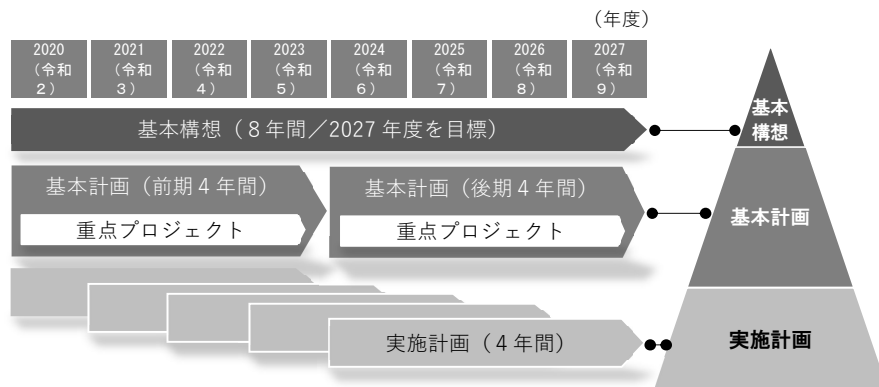 （年度）
2020 2021 2022 2023 2024 2025 2026 2027
（令和 （令和 （令和 （令和 （令和 （令和 （令和 （令和
２） ３） ４） ５） ６） ７） ８） ９）
基本構想（８年間／2027年度を目標）
基本
構想
基本計画（前期４年間） 基本計画（後期４年間）
重点プロジェクト 重点プロジェクト
基本計画
実施計画（４年間）
実施計画